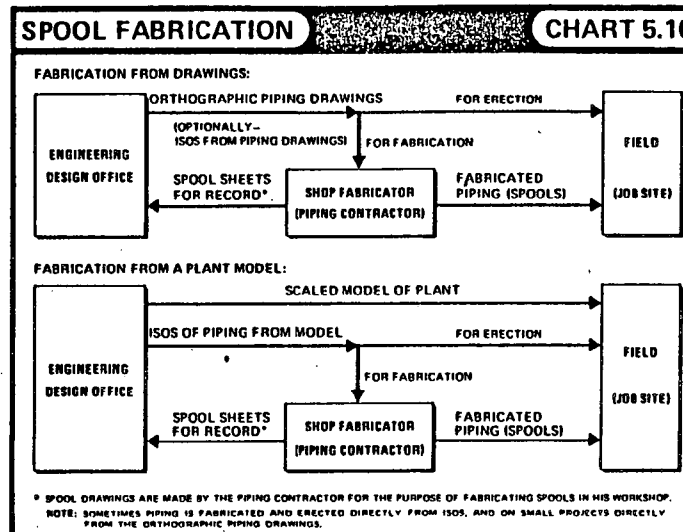 SPOOL FABRICATION
CHART 5.10
FABRICATION FROM DRAWINGS:
ORTHOGRAPHIC PIPING DRAWINGS
FOR ERECTION
(OPTIONALLY–
ISOS FROM PIPING DRAWINGS)
FOR FABRICATION
ENGINEERING
DESIGN OFFICE
FIELD
(JOB SITE)
SPOOL SHEETS
FOR RECORD*
SHOP FABRICATOR
(PIPING CONTRACTOR)
FABRICATED
PIPING (SPOOLS)
FABRICATION FROM A PLANT MODEL:
SCALED MODEL OF PLANT
ISOS OF PIPING FROM MODEL
FOR ERECTION
FOR FABRICATION
ENGINEERING
DESIGN OFFICE
FIELD
(JOB SITE)
SPOOL SHEETS
FOR RECORD*
SHOP FABRICATOR
(PIPING CONTRACTOR)
FABRICATED
PIPING (SPOOLS)
* SPOOL DRAWINGS ARE MADE BY THE PIPING CONTRACTOR FOR THE PURPOSE OF FABRICATING SPOOLS IN HIS WORKSHOP.
NOTE: SOMETIMES PIPING IS FABRICATED AND ERECTED DIRECTLY FROM ISOS, AND ON SMALL PROJECTS DIRECTLY
FROM THE ORTHOGRAPHIC PIPING DRAWINGS.